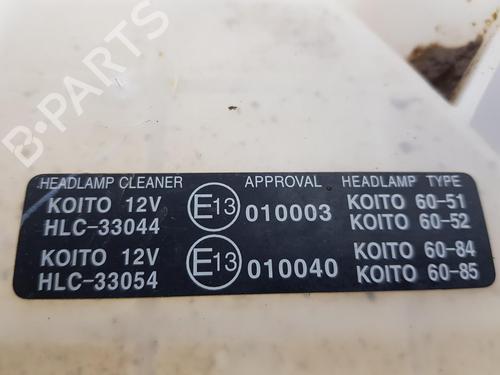 B-PARTS
HEADLAMP CLEANER APPROVAL HEADLAMP TYPE
KOITO 12V E13 010003 KOITO 60-51
HLC-33044 KOITO 60-52
KOITO 12V E13 010040 KOITO 60-84
HLC-33054 KOITO 60-85